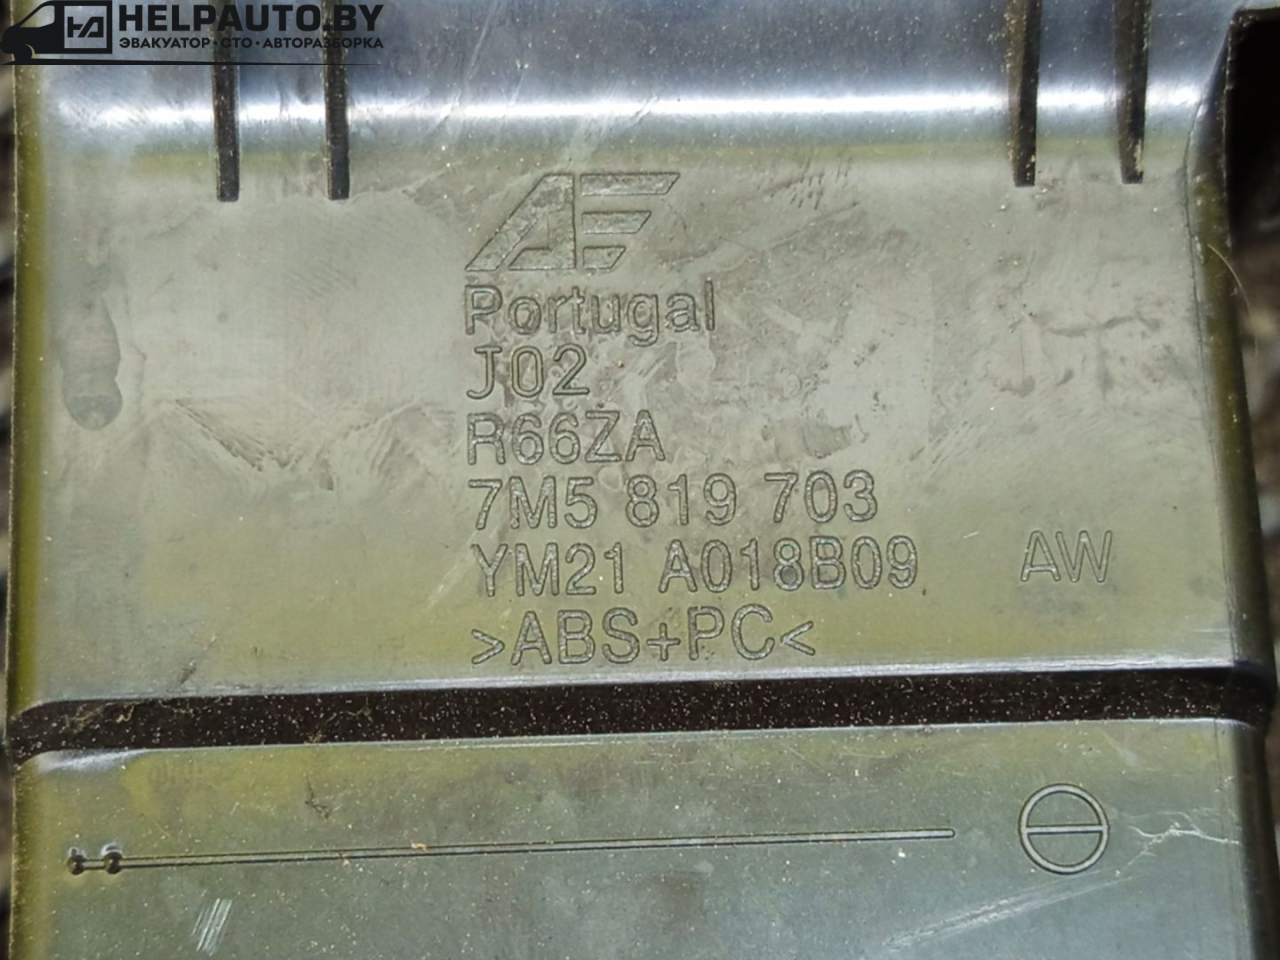 HELPAUTO.BY
ЭВАКУАТОР · СТО · АВТОРАЗБОРКА
AE
Portugal
J02
R66ZA
7M5 819 703
YM21 A018B09 AW
>ABS+PC<